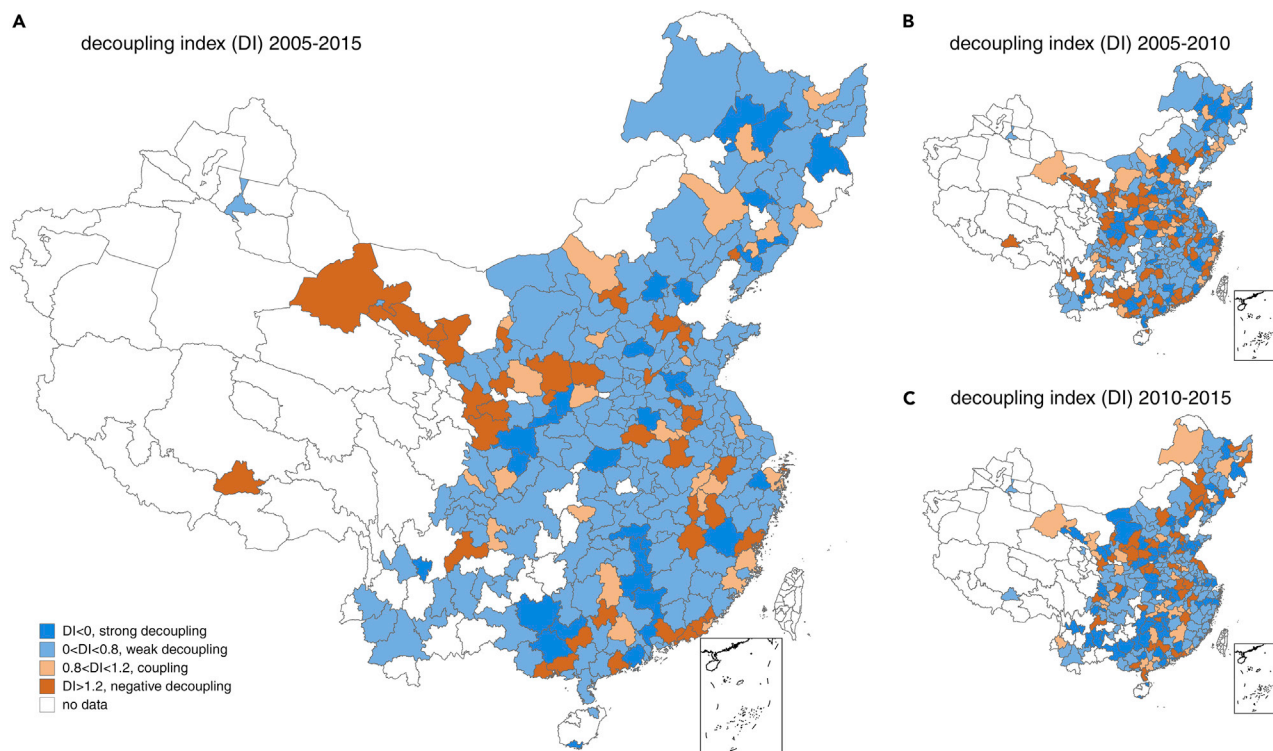 A
decoupling index (DI) 2005-2015
B
decoupling index (DI) 2005-2010
C
decoupling index (DI) 2010-2015
DI<0, strong decoupling
0<DI<0.8, weak decoupling
0.8<DI<1.2, coupling
DI>1.2, negative decoupling
no data